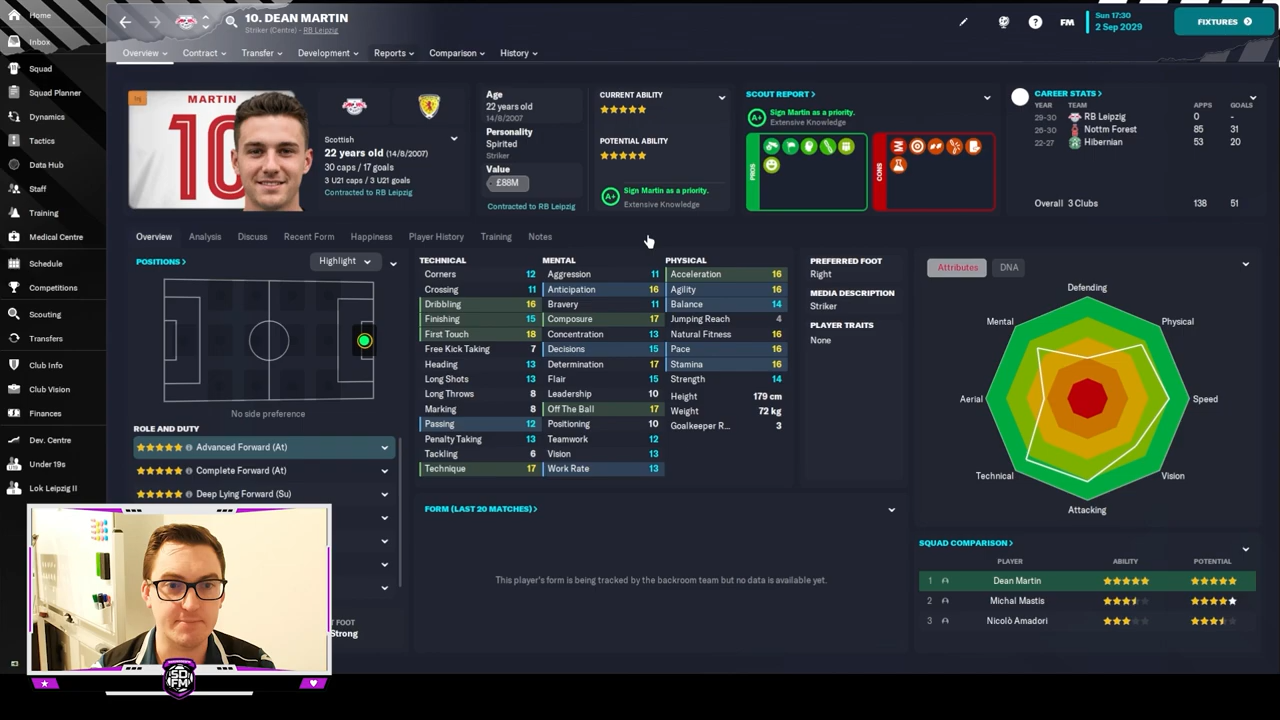 Home
Inbox
Squad
Squad Planner
Dynamics
Tactics
Data Hub
Staff
Training
Medical Centre
Schedule
Competitions
Scouting
Transfers
Club Info
Club Vision
Finances
Dev. Centre
Under 19s
Lok Leipzig II
10. DEAN MARTIN
Striker (Centre) - RB Leipzig
FM
Sun 17:30
2 Sep 2029
FIXTURES
Overview Contract Transfer Development Reports Comparison History
MARTIN
10
Scottish
22 years old (14/8/2007)
30 caps / 17 goals
3 U21 caps / 3 U21 goals
Contracted to RB Leipzig
Age
22 years old
14/8/2007
Personality
Spirited
Striker
Value
£88M
Contracted to RB Leipzig
CURRENT ABILITY
POTENTIAL ABILITY
A+ Sign Martin as a priority.
Extensive Knowledge
SCOUT REPORT >
A+ Sign Martin as a priority.
Extensive Knowledge
PROS
CONS
CAREER STATS >
YEAR TEAM APPS GOALS
29-30 RB Leipzig 0 -
26-30 Nottm Forest 85 31
22-27 Hibernian 53 20
Overall 3 Clubs 138 51
Overview Analysis Discuss Recent Form Happiness Player History Training Notes
POSITIONS >
Highlight
No side preference
ROLE AND DUTY
Advanced Forward (At)
Complete Forward (At)
Deep Lying Forward (Su)
T FOOT
Strong
TECHNICAL
Corners 12
Crossing 11
Dribbling 16
Finishing 15
First Touch 18
Free Kick Taking 7
Heading 13
Long Shots 13
Long Throws 8
Marking 8
Passing 12
Penalty Taking 13
Tackling 6
Technique 17
MENTAL
Aggression 11
Anticipation 16
Bravery 11
Composure 17
Concentration 13
Decisions 15
Determination 17
Flair 15
Leadership 10
Off The Ball 17
Positioning 10
Teamwork 12
Vision 13
Work Rate 13
PHYSICAL
Acceleration 16
Agility 16
Balance 14
Jumping Reach 4
Natural Fitness 16
Pace 16
Stamina 16
Strength 14
Height 179 cm
Weight 72 kg
Goalkeeper R... 3
PREFERRED FOOT
Right
MEDIA DESCRIPTION
Striker
PLAYER TRAITS
None
Attributes DNA
Defending
Mental Physical
Aerial Speed
Technical Vision
Attacking
FORM (LAST 20 MATCHES) >
This player's form is being tracked by the backroom team but no data is available yet.
SQUAD COMPARISON >
PLAYER ABILITY POTENTIAL
1 Dean Martin
2 Michal Mastis
3 Nicolò Amadori
SD
FM